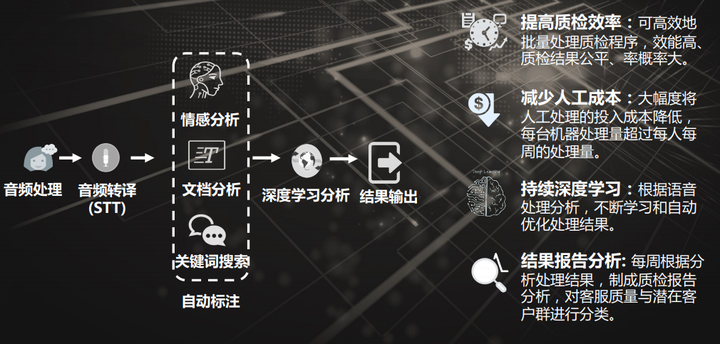 音频处理
音频转译
(STT)
情感分析
文档分析
关键词搜索
自动标注
深度学习分析
结果输出
提高质检效率：可高效地
批量处理质检程序，效能高、
质检结果公平、率概率大。
减少人工成本：大幅度将
人工处理的投入成本降低，
每台机器处理量超过每人每
周的处理量。
持续深度学习：根据语音
处理分析，不断学习和自动
优化处理结果。
结果报告分析: 每周根据分
析处理结果，制成质检报告
分析，对客服质量与潜在客
户群进行分类。